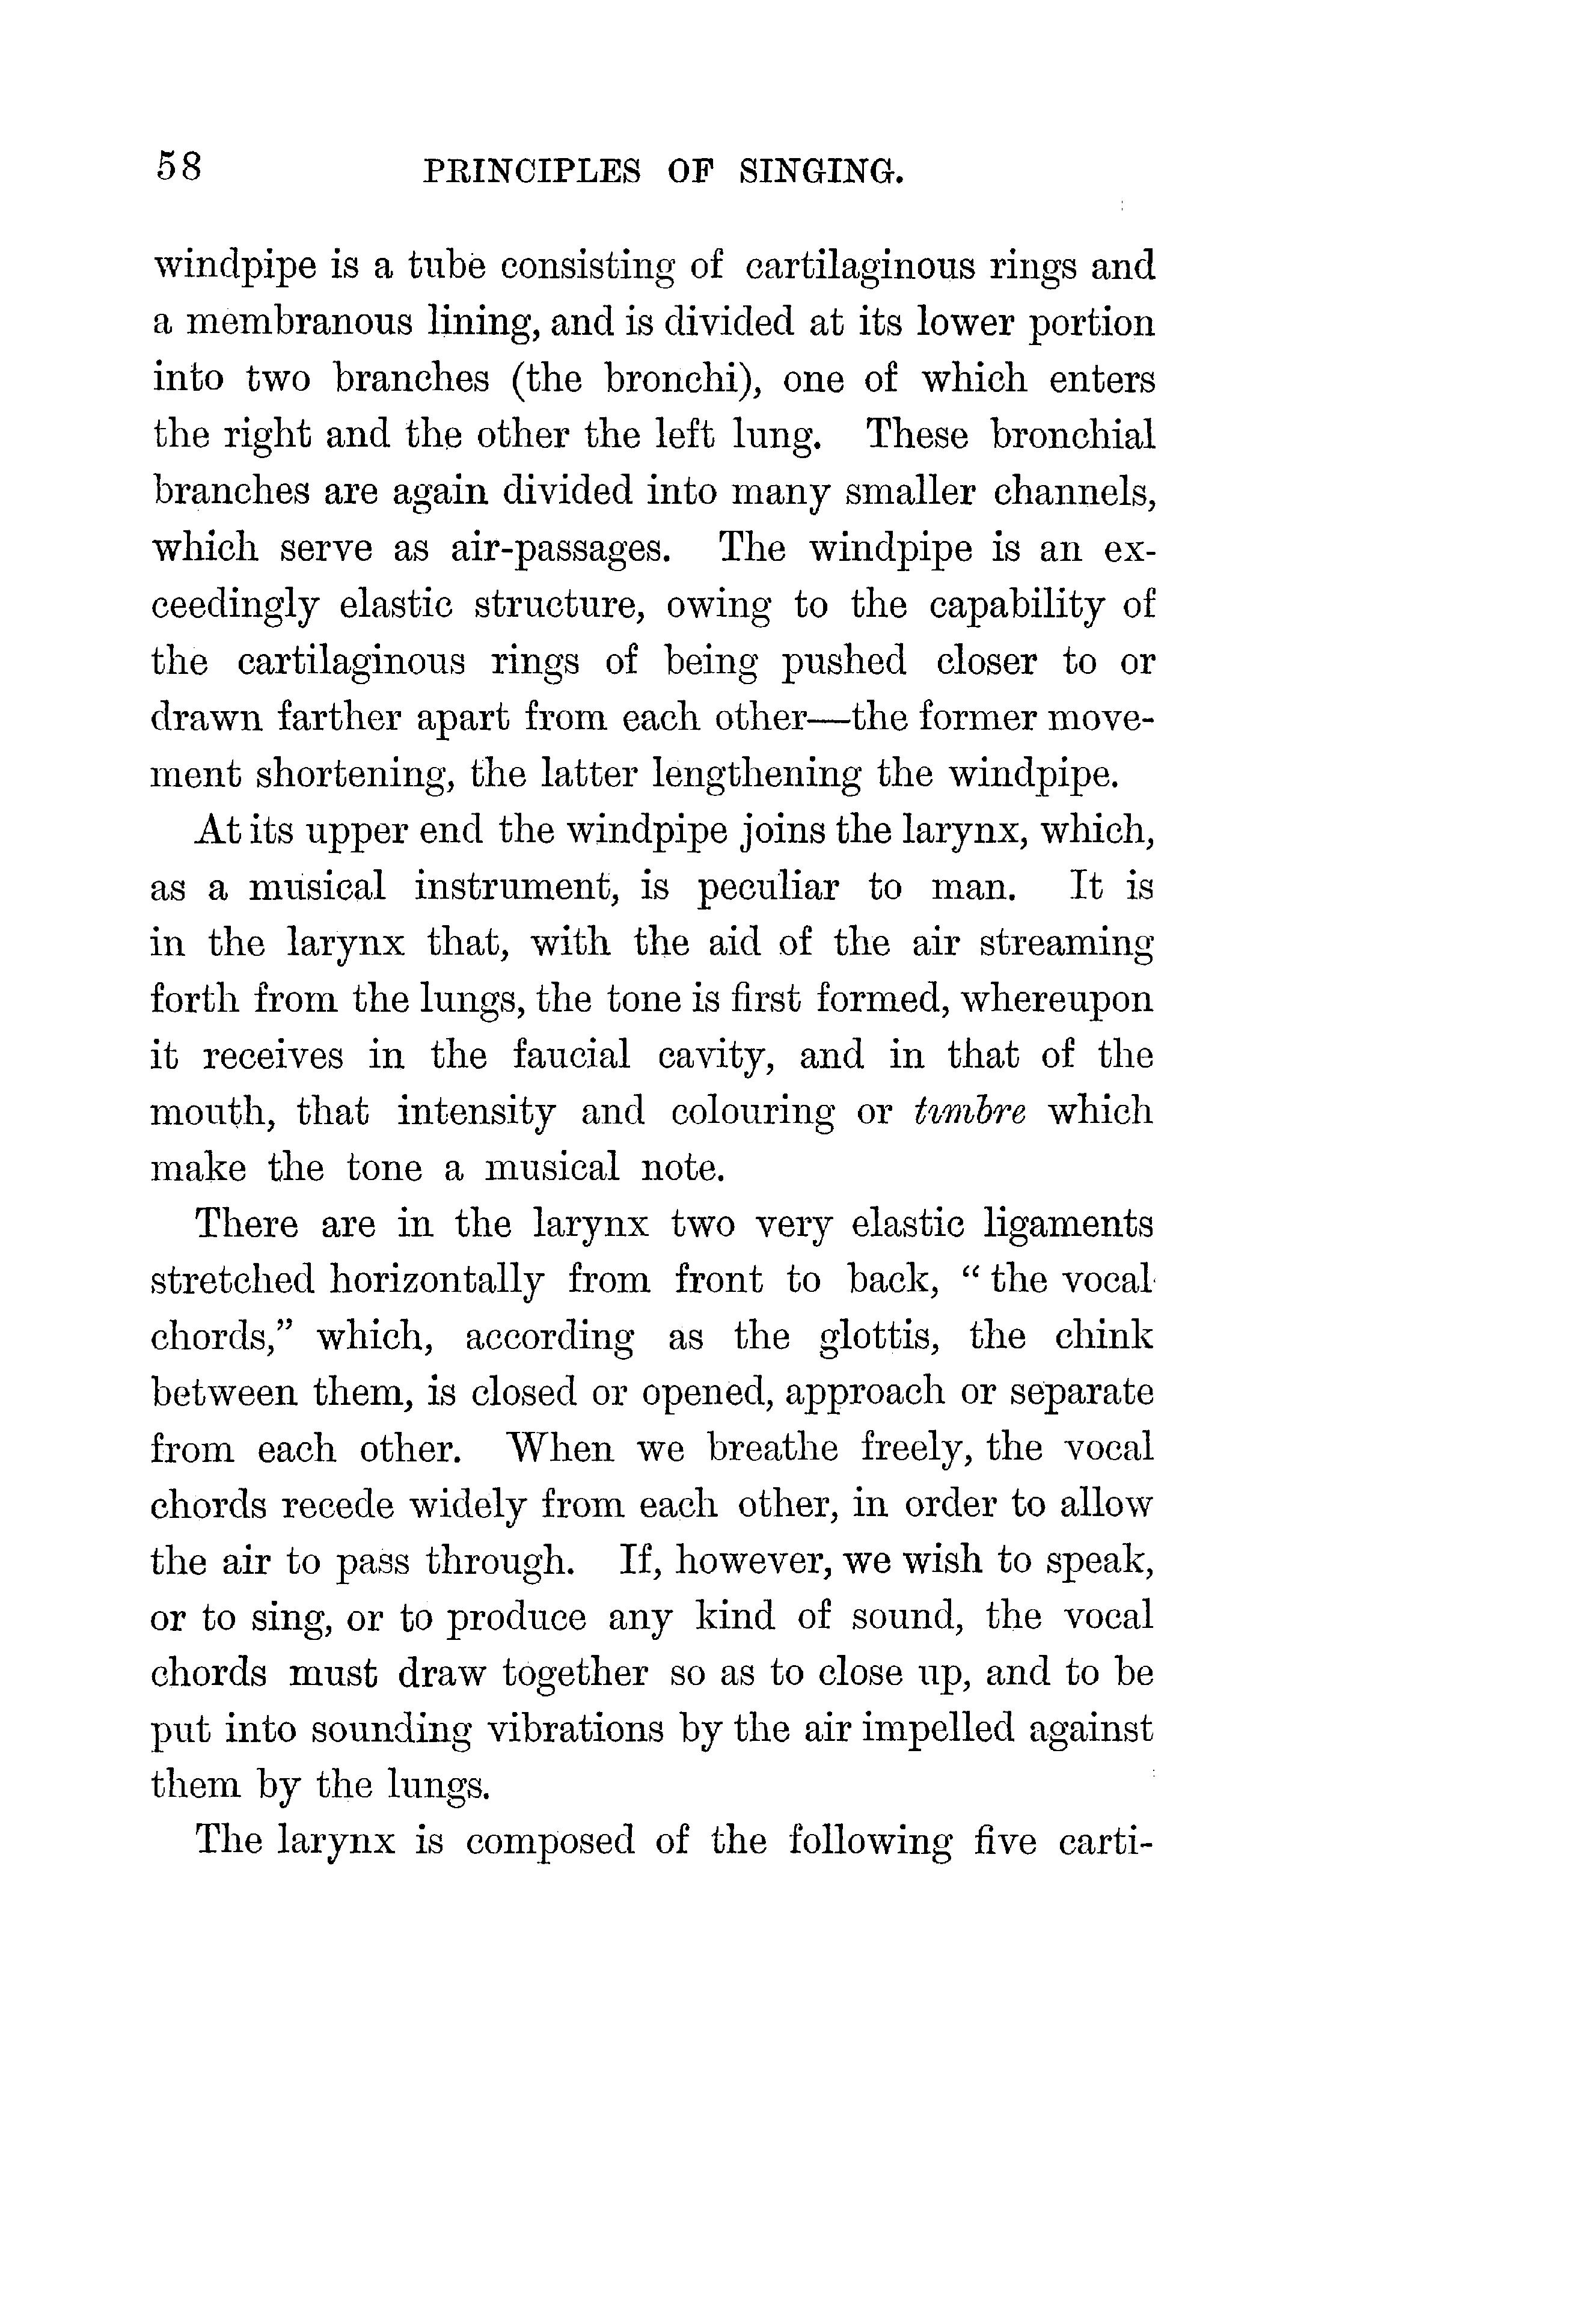 58 PRINCIPLES OF SINGING.
windpipe is a tube consisting of cartilaginous rings and
a membranous lining, and is divided at its lower portion
into two branches (the bronchi), one of which enters
the right and the other the left lung. These bronchial
branches are again divided into many smaller channels,
which serve as air-passages. The windpipe is an ex-
ceedingly elastic structure, owing to the capability of
the cartilaginous rings of being pushed closer to or
drawn farther apart from each other—the former move-
ment shortening, the latter lengthening the windpipe.
At its upper end the windpipe joins the larynx, which,
as a musical instrument, is peculiar to man. It is
in the larynx that, with the aid of the air streaming
forth from the lungs, the tone is first formed, whereupon
it receives in the faucial cavity, and in that of the
mouth, that intensity and colouring or timbre which
make the tone a musical note.
There are in the larynx two very elastic ligaments
stretched horizontally from front to back, “ the vocal
chords,” which, according as the glottis, the chink
between them, is closed or opened, approach or separate
from each other. When we breathe freely, the vocal
chords recede widely from each other, in order to allow
the air to pass through. If, however, we wish to speak,
or to sing, or to produce any kind of sound, the vocal
chords must draw together so as to close up, and to be
put into sounding vibrations by the air impelled against
them by the lungs.
The larynx is composed of the following five carti-